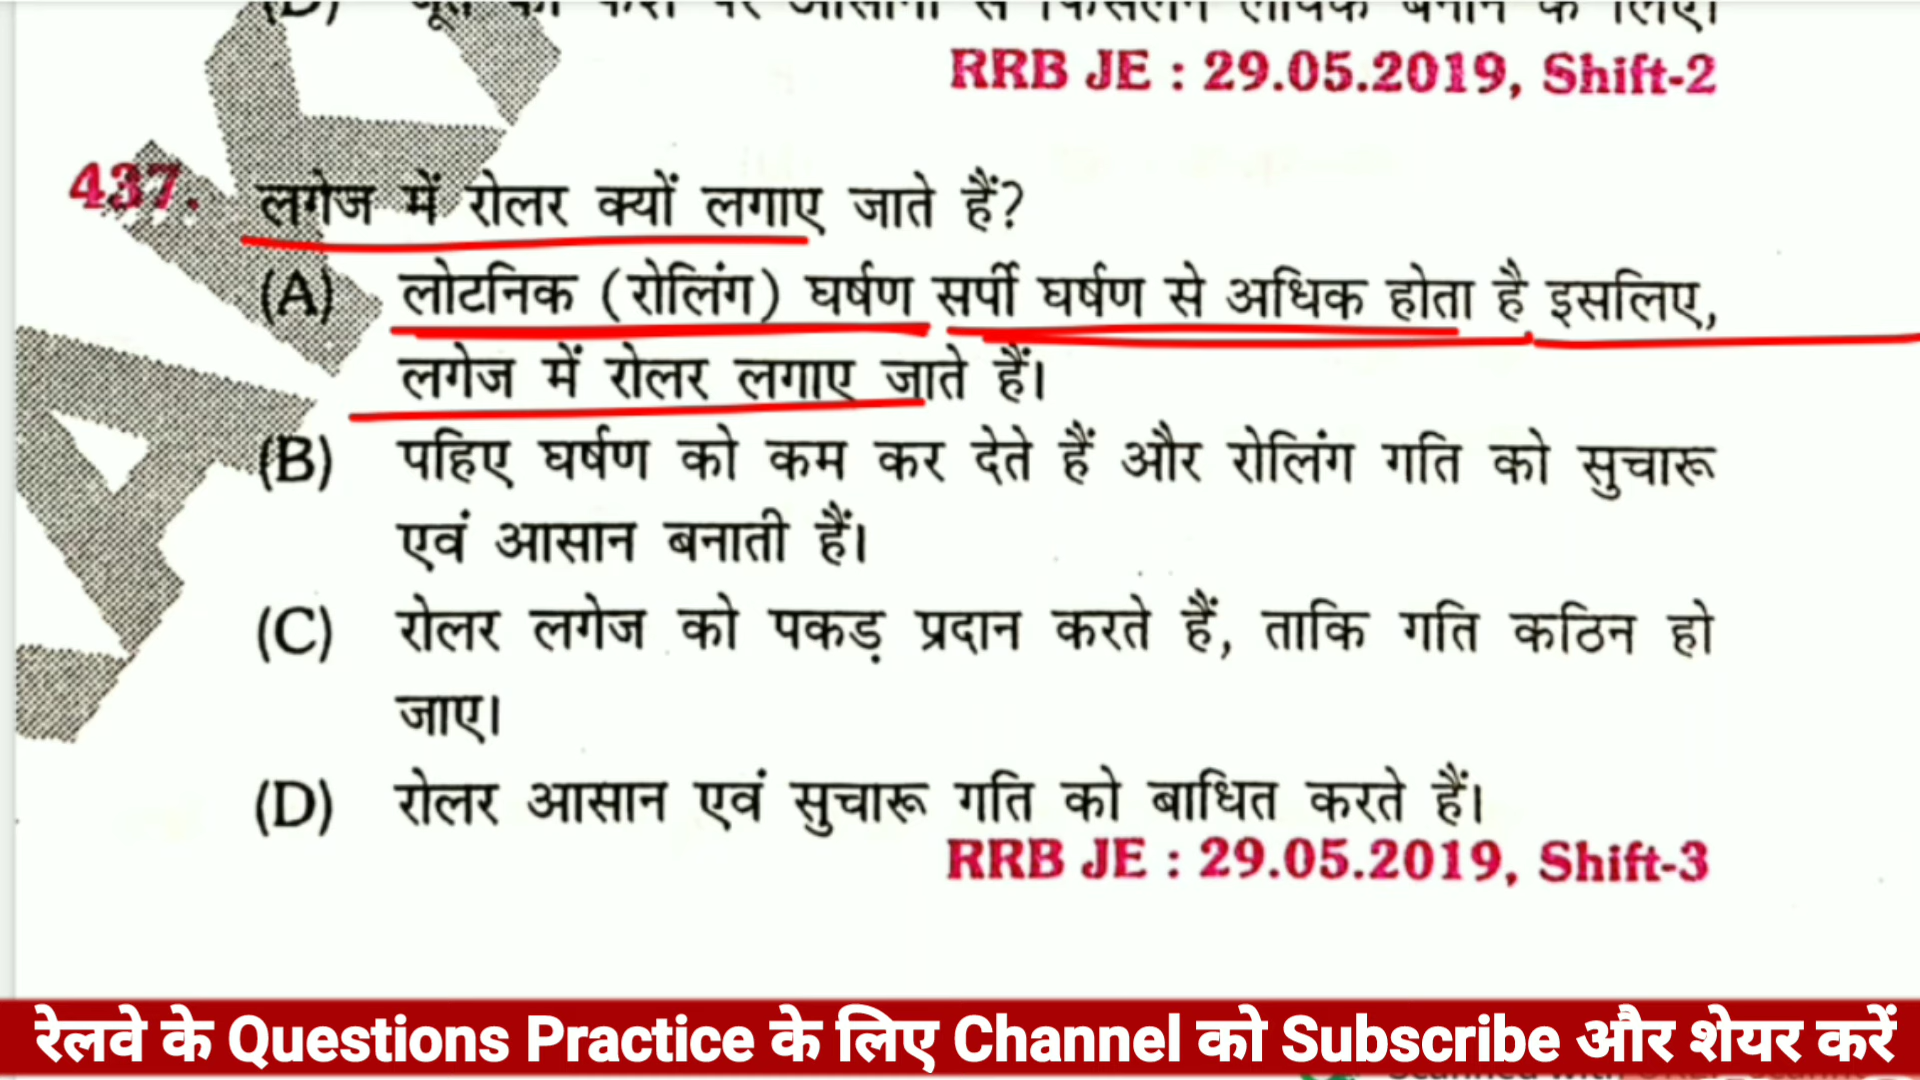 RRB JE : 29.05.2019, Shift-2
437. लगेज में रोलर क्यों लगाए जाते हैं?
(A) लोटनिक (रोलिंग) घर्षण सर्पी घर्षण से अधिक होता है इसलिए,
लगेज में रोलर लगाए जाते हैं।
(B) पहिए घर्षण को कम कर देते हैं और रोलिंग गति को सुचारू
एवं आसान बनाती हैं।
(C) रोलर लगेज को पकड़ प्रदान करते हैं, ताकि गति कठिन हो
जाए।
(D) रोलर आसान एवं सुचारू गति को बाधित करते हैं।
RRB JE : 29.05.2019, Shift-3
रेलवे के Questions Practice के लिए Channel को Subscribe और शेयर करें